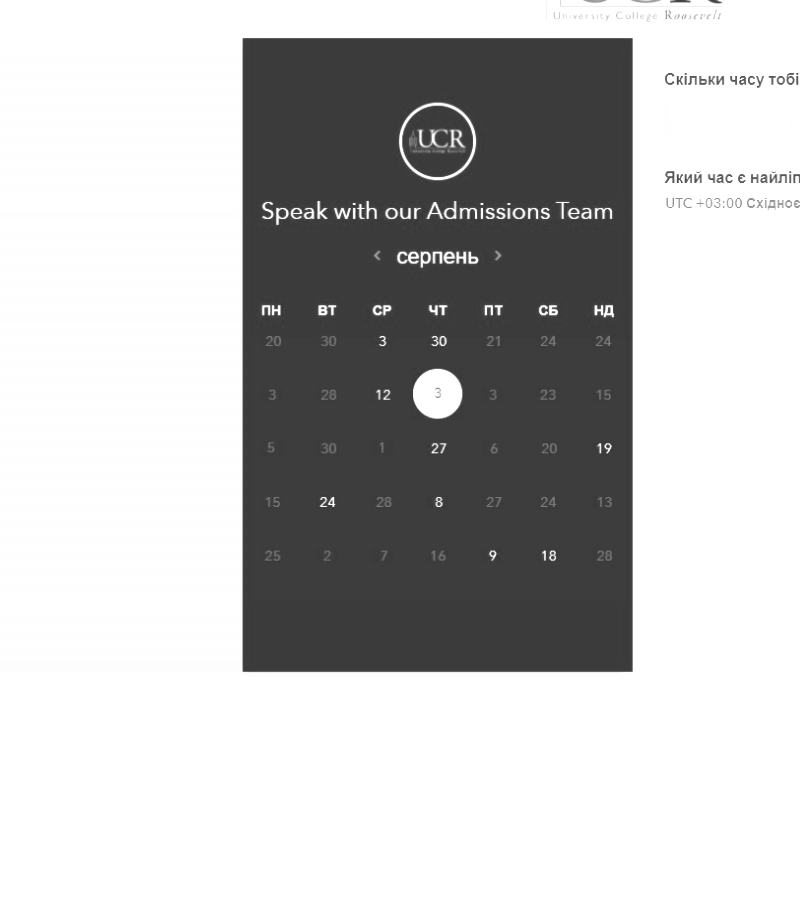 UCR
University College Roosevelt
Скільки часу тобі
UCR
Speak with our Admissions Team
Який час є найліп
UTC +03:00 Східноє
< серпень >
ПН ВТ СР ЧТ ПТ СБ НД
20 30 3 30 21 24 24
3 28 12 3 3 23 15
5 30 1 27 6 20 19
15 24 28 8 27 24 13
25 2 7 16 9 18 28